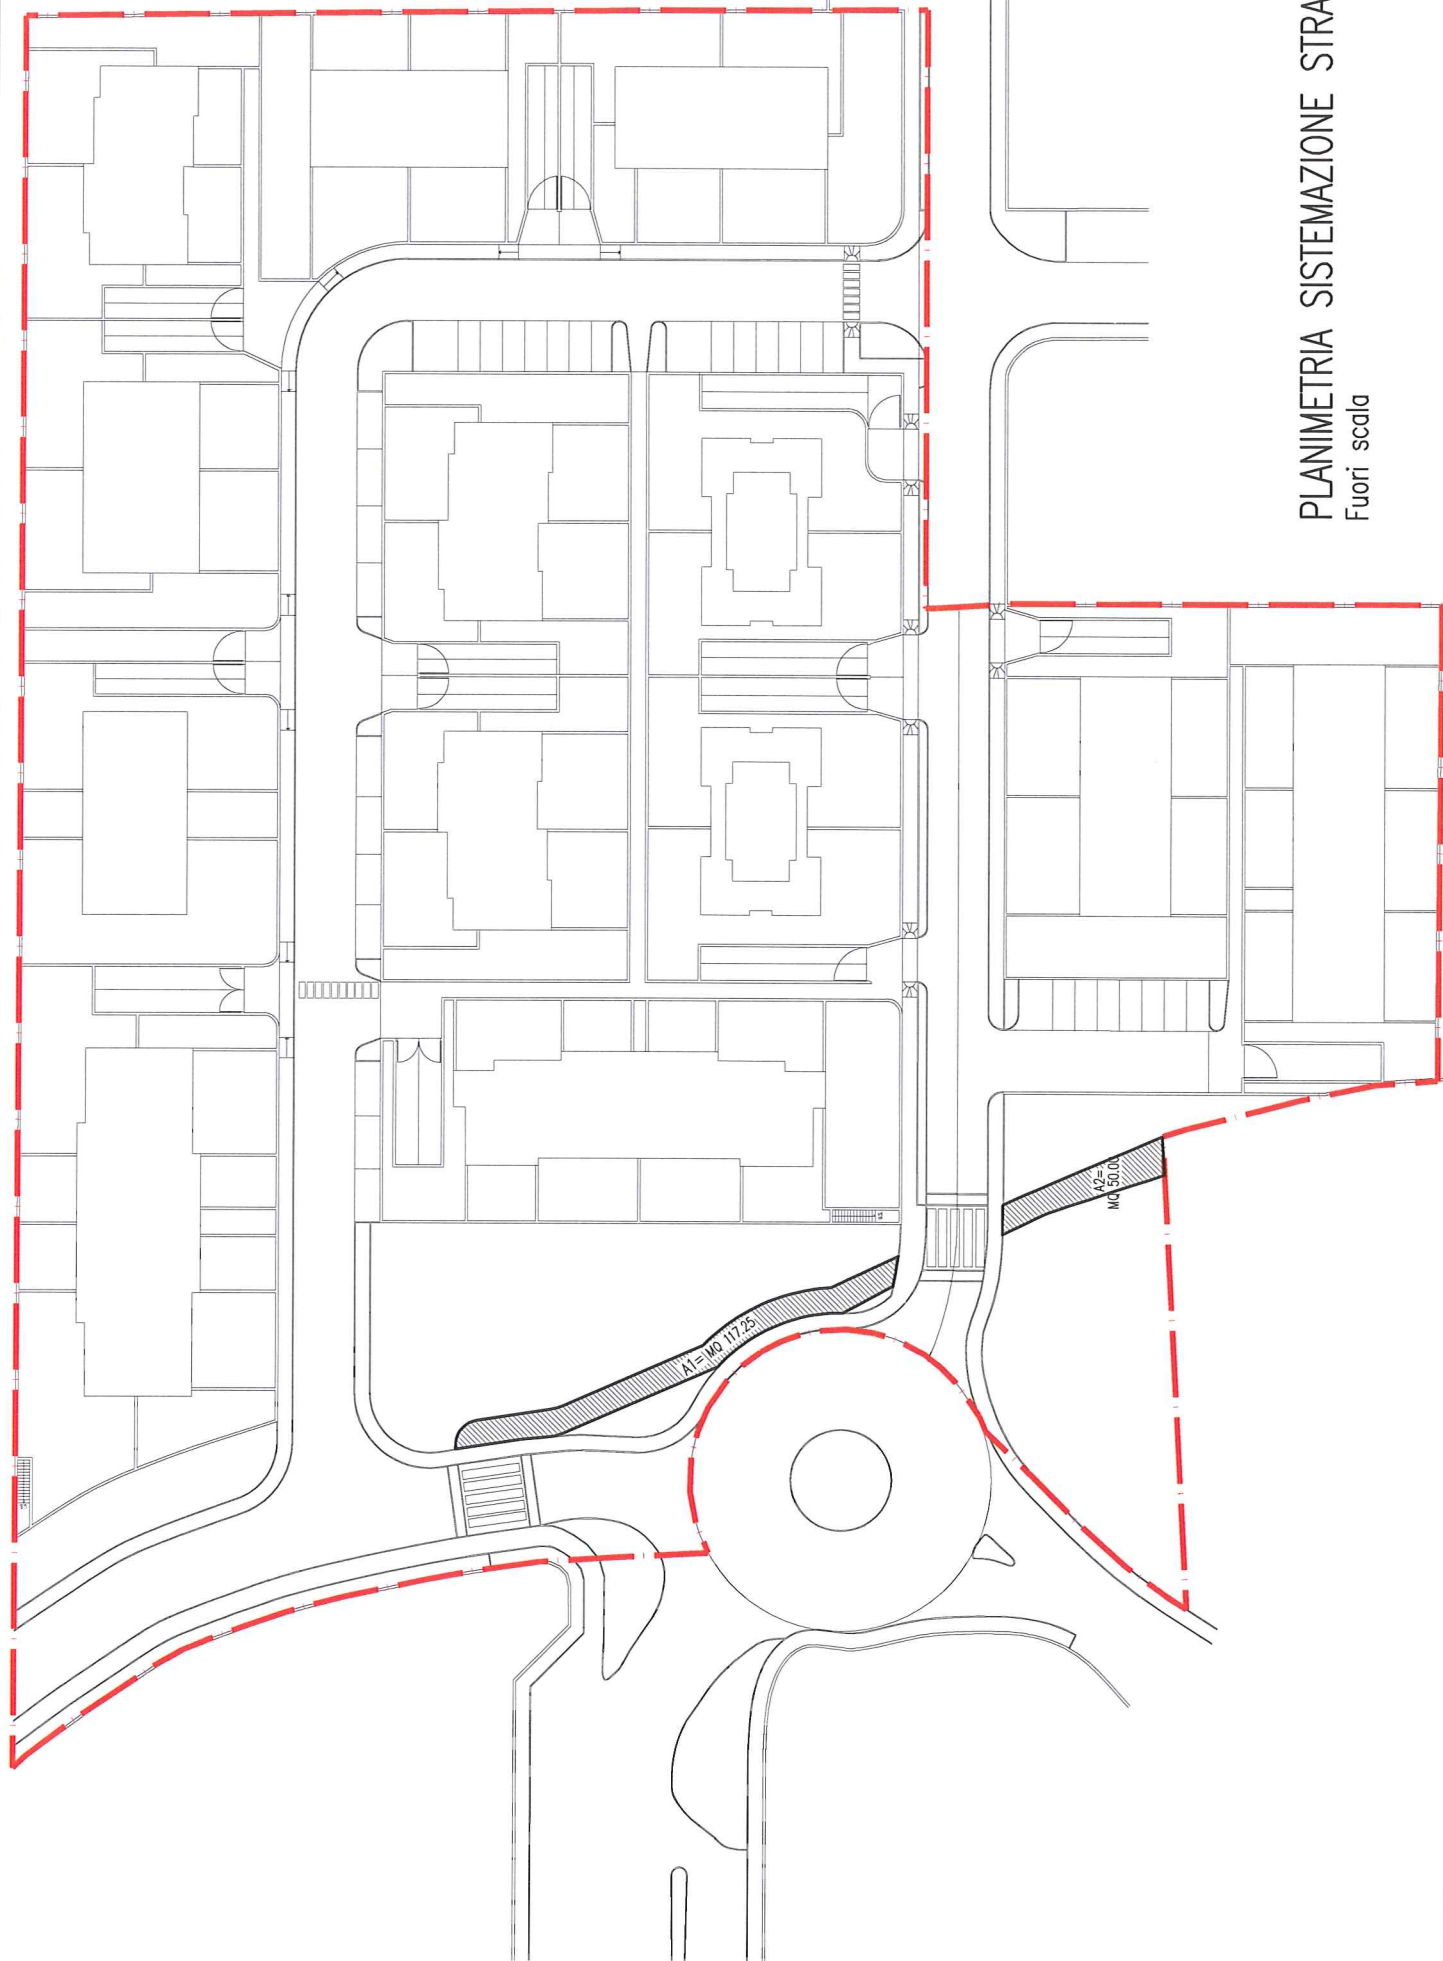 PLANIMETRIA SISTEMAZIONE STRA
Fuori scala
A1= MQ 117.25
A2=
MQ 50.00